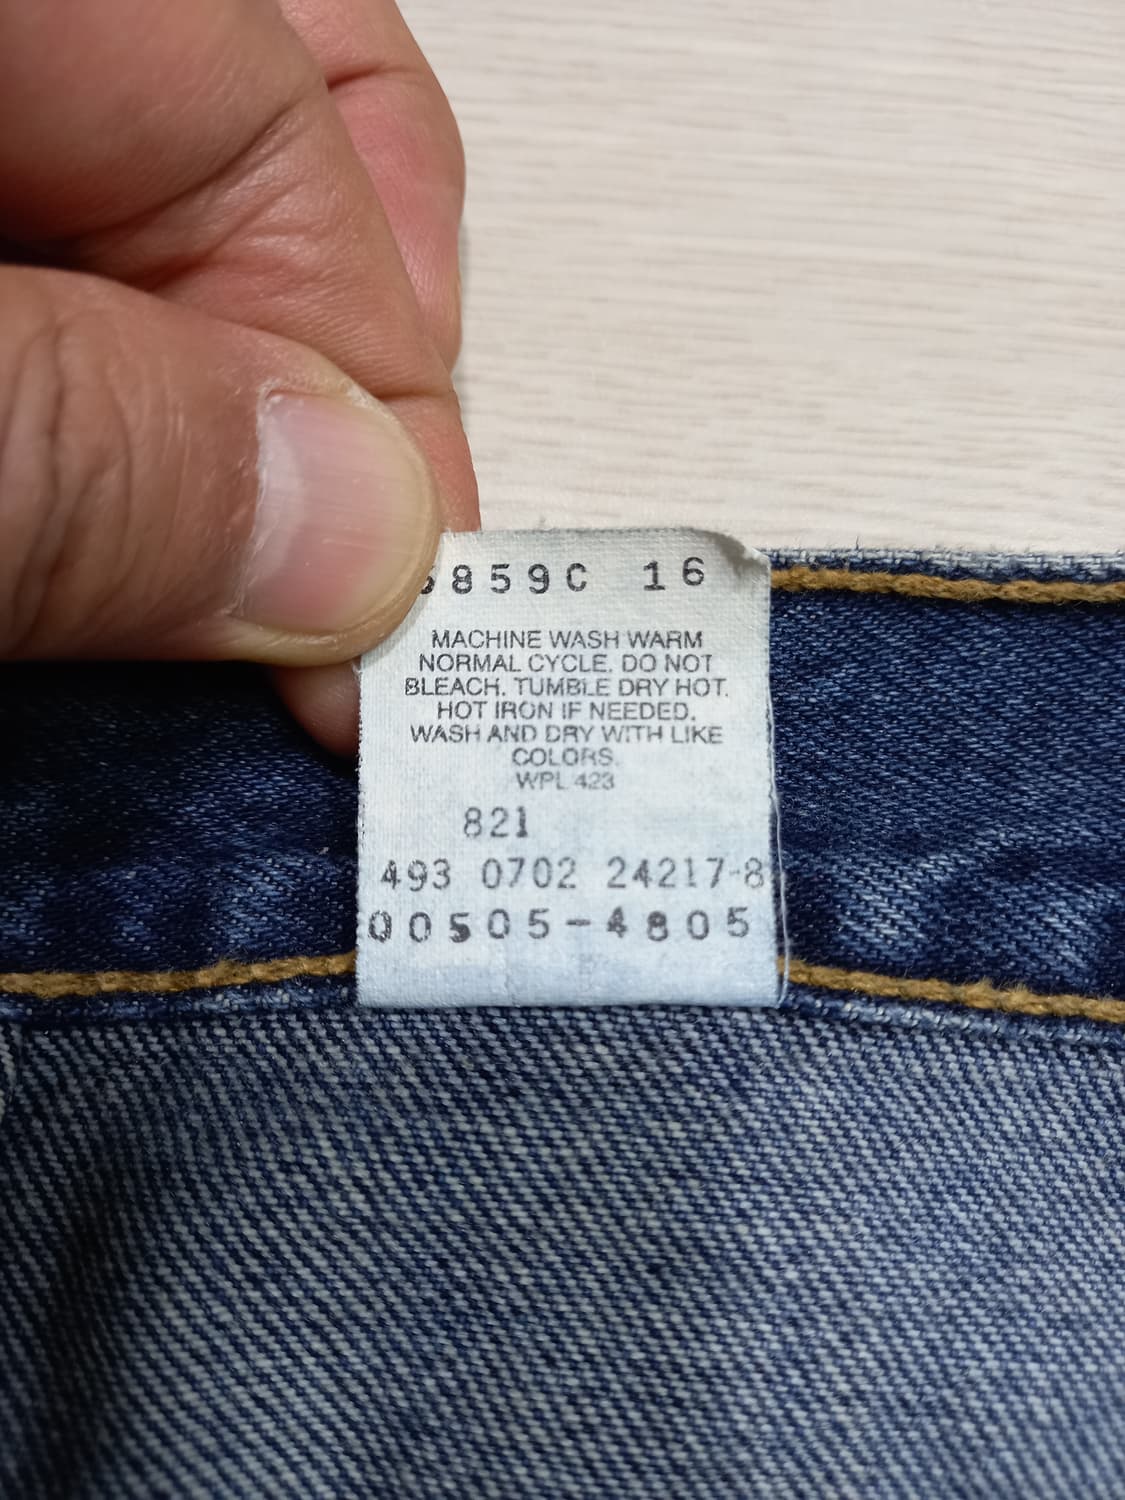 5859C 16
MACHINE WASH WARM
NORMAL CYCLE. DO NOT
BLEACH. TUMBLE DRY HOT.
HOT IRON IF NEEDED.
WASH AND DRY WITH LIKE
COLORS.
WPL 423
821
493 0702 24217-8
00505-4805